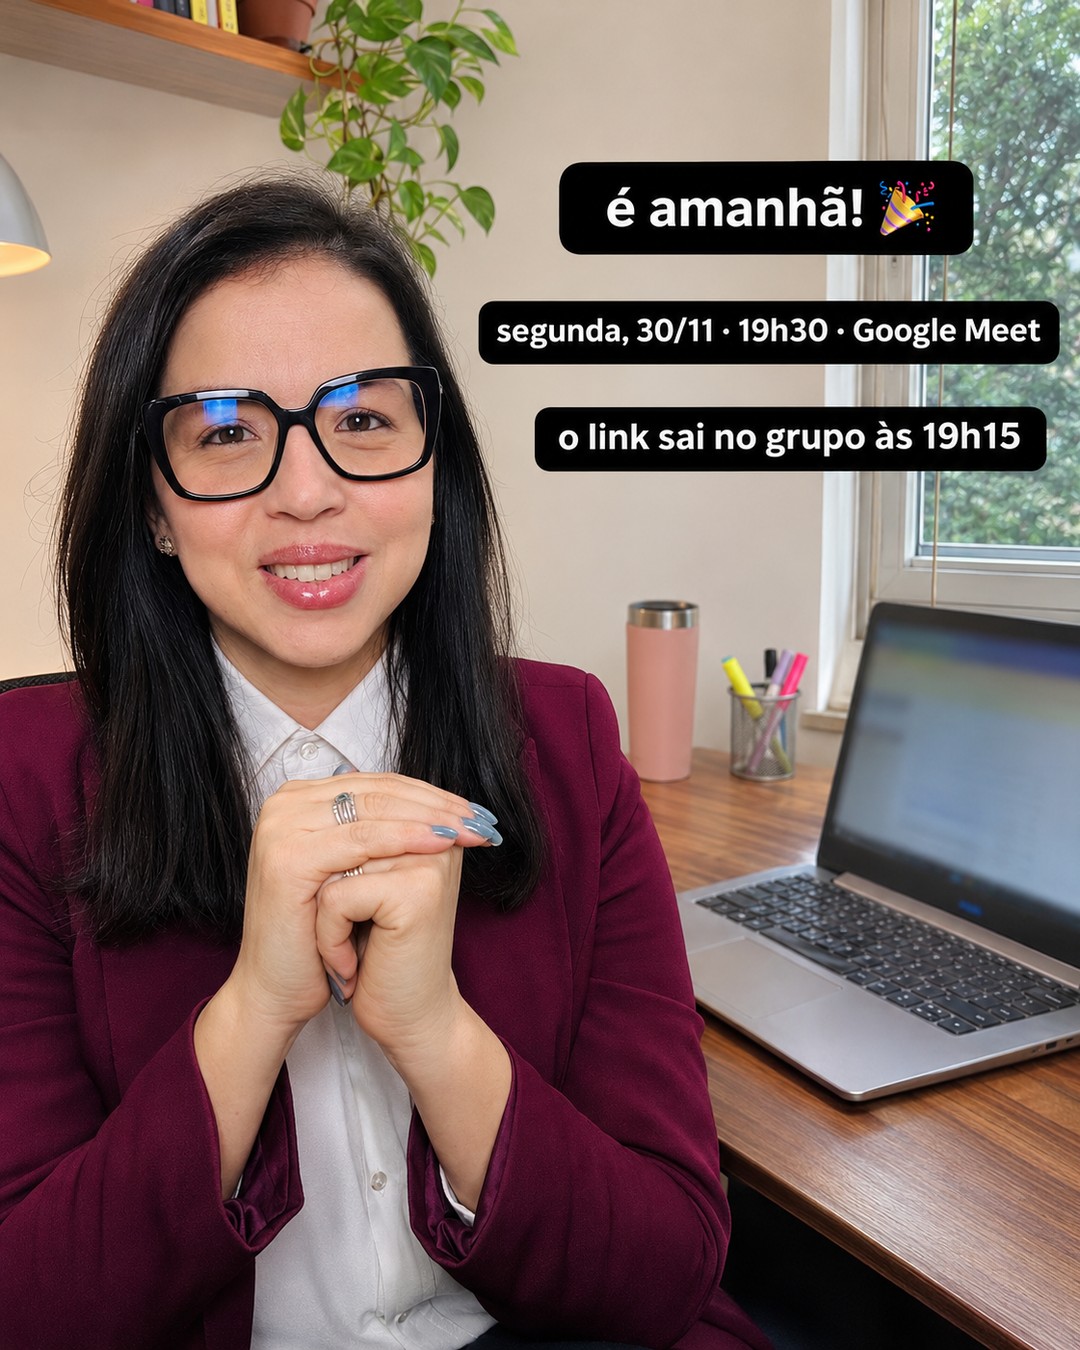 é amanhã! 🎉
segunda, 30/11 · 19h30 · Google Meet
o link sai no grupo às 19h15